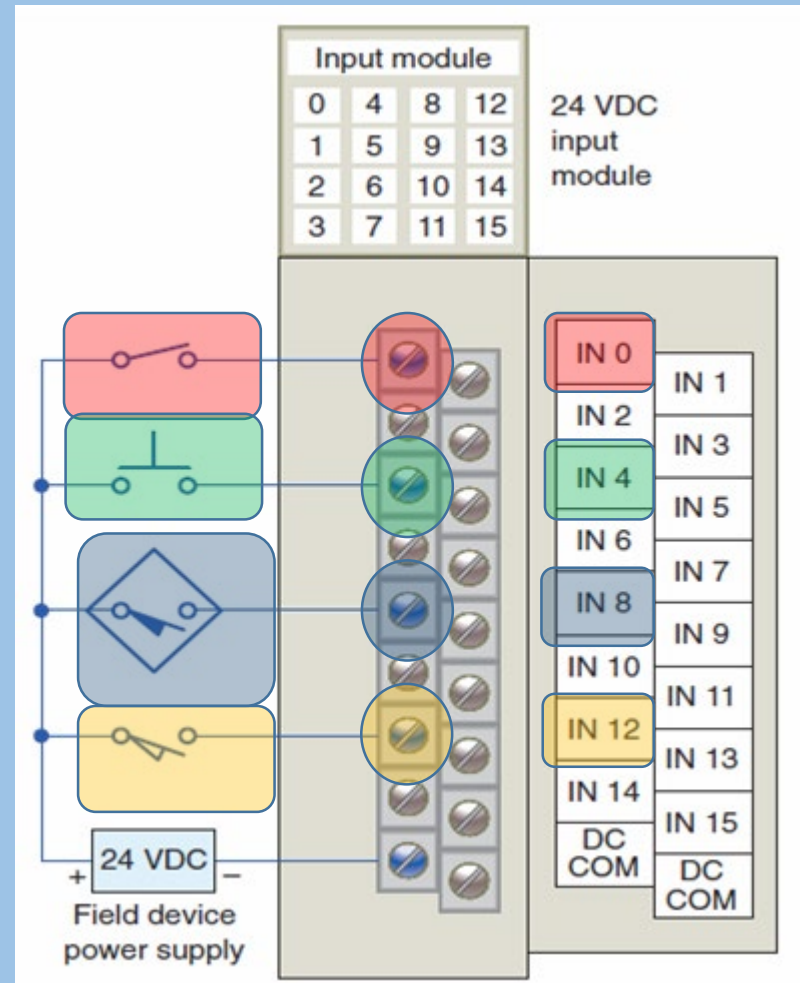 Input module
0 4 8 12
1 5 9 13
2 6 10 14
3 7 11 15
24 VDC
input
module
IN 0
IN 1
IN 2
IN 3
IN 4
IN 5
IN 6
IN 7
IN 8
IN 9
IN 10
IN 11
IN 12
IN 13
IN 14
IN 15
DC
COM
DC
COM
+ 24 VDC −
Field device
power supply